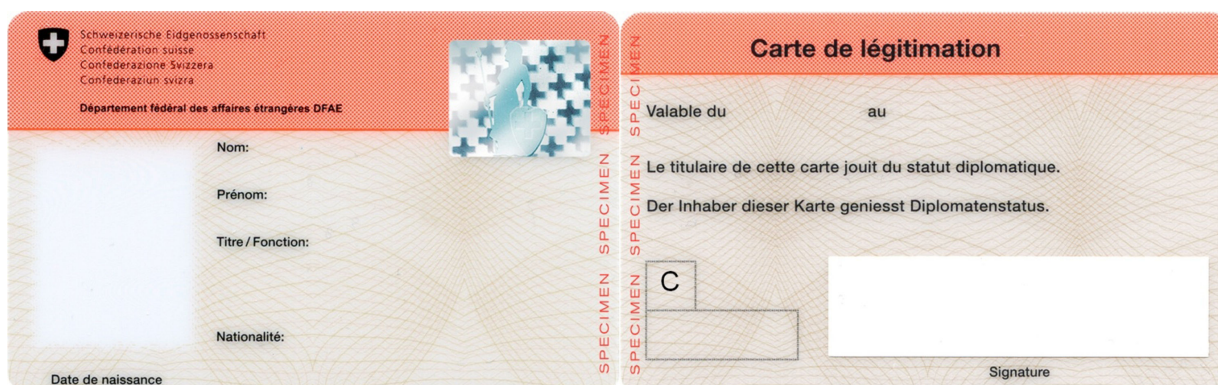 Schweizerische Eidgenossenschaft
Confédération suisse
Confederazione Svizzera
Confederaziun svizra
Département fédéral des affaires étrangères DFAE
Nom:
Prénom:
Titre / Fonction:
Nationalité:
Date de naissance
SPECIMEN SPECIMEN SPECIMEN
SPECIMEN SPECIMEN SPECIMEN
Carte de légitimation
Valable du au
Le titulaire de cette carte jouit du statut diplomatique.
Der Inhaber dieser Karte geniesst Diplomatenstatus.
C
Signature